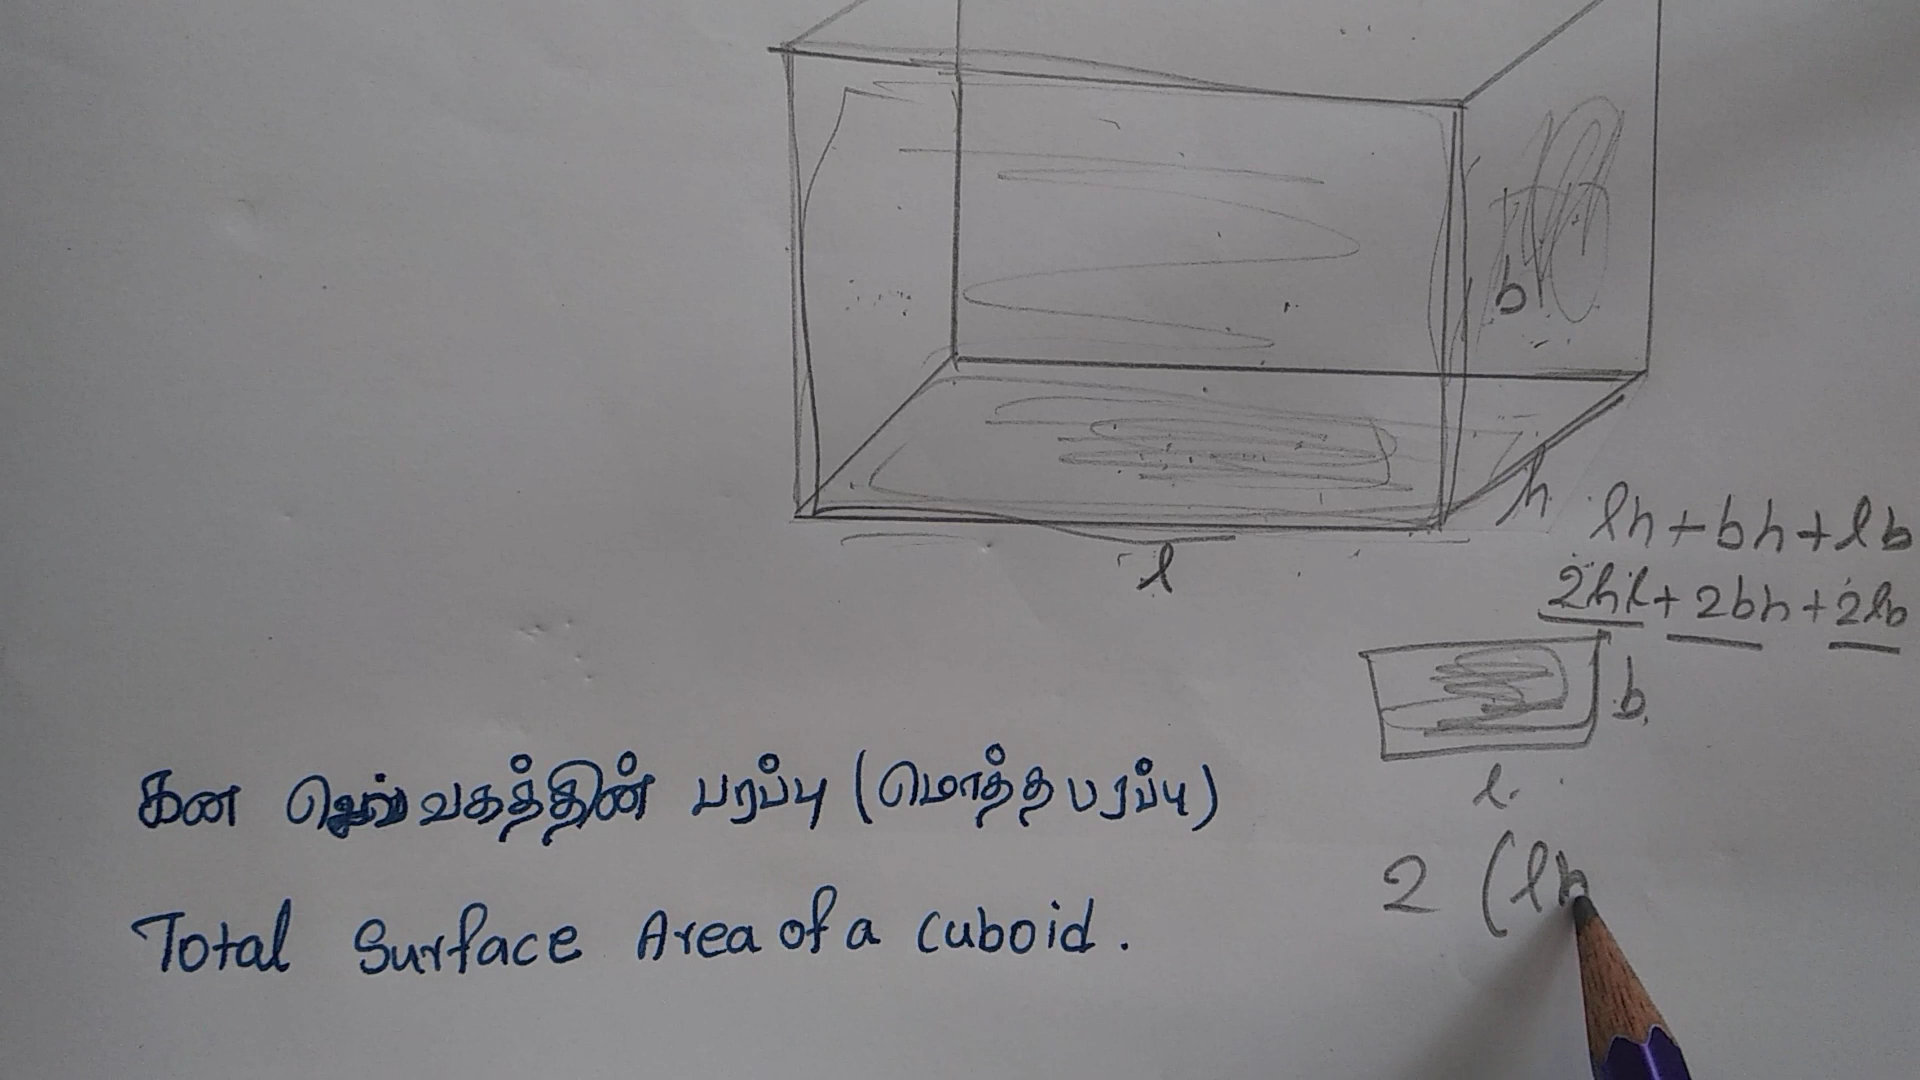 b
h
l
lh + bh + lb
2hl + 2bh + 2lb
b
l
கன செவ்வகத்தின் பரப்பு (மொத்த பரப்பு)
2 (lh
Total Surface Area of a cuboid.